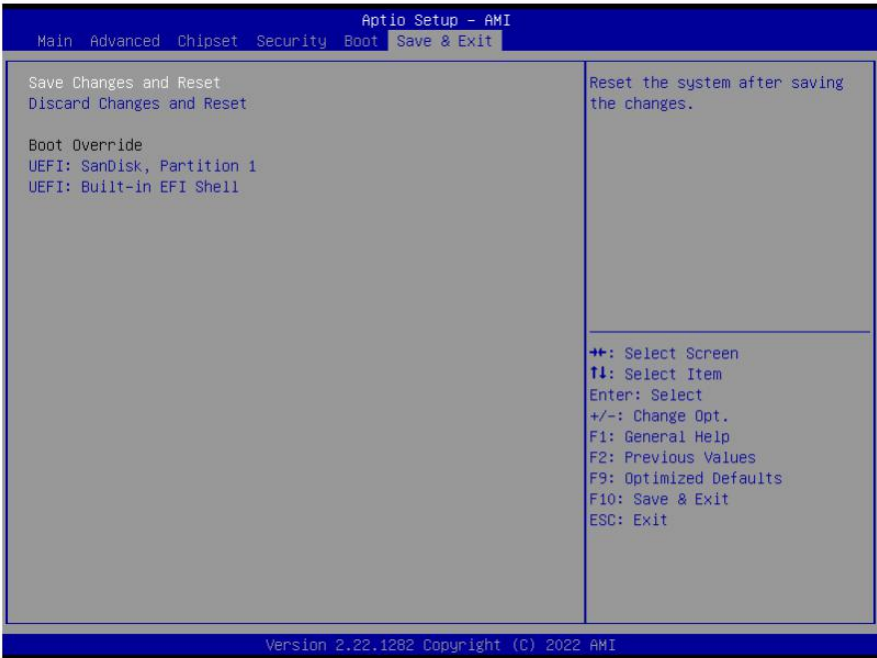 Aptio Setup – AMI
Main Advanced Chipset Security Boot Save & Exit
Save Changes and Reset
Discard Changes and Reset
Boot Override
UEFI: SanDisk, Partition 1
UEFI: Built-in EFI Shell
Reset the system after saving
the changes.
→←: Select Screen
↑↓: Select Item
Enter: Select
+/-: Change Opt.
F1: General Help
F2: Previous Values
F9: Optimized Defaults
F10: Save & Exit
ESC: Exit
Version 2.22.1282 Copyright (C) 2022 AMI